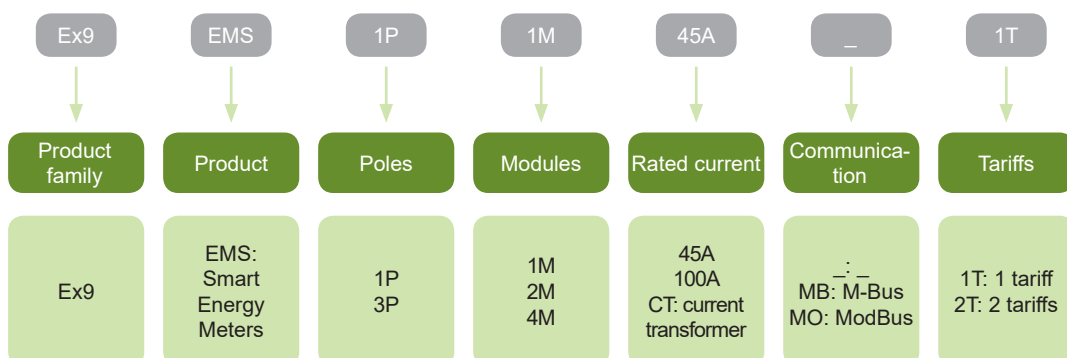 Ex9 EMS 1P 1M 45A _ 1T
Product
family
Product
Poles
Modules
Rated current
Communica-
tion
Tariffs
Ex9
EMS:
Smart
Energy
Meters
1P
3P
1M
2M
4M
45A
100A
CT: current
transformer
_: _
MB: M-Bus
MO: ModBus
1T: 1 tariff
2T: 2 tariffs